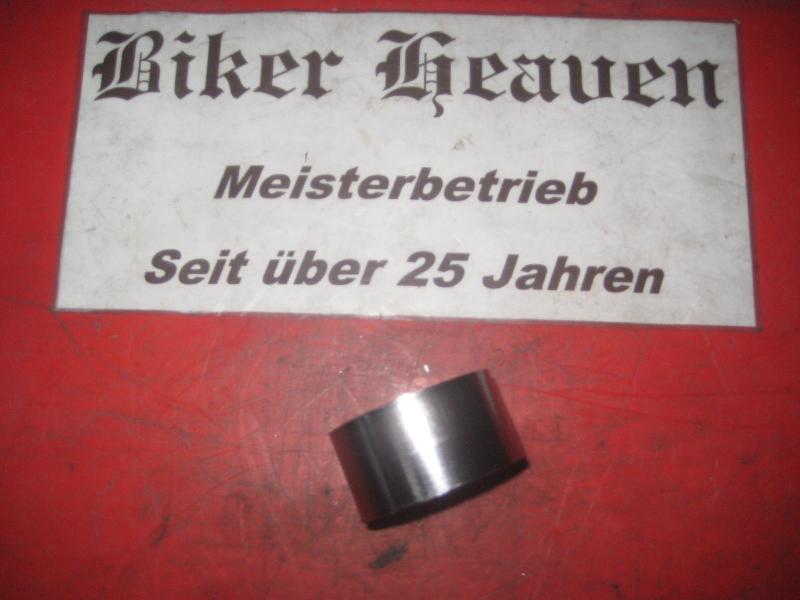 Biker Heaven
Meisterbetrieb
Seit über 25 Jahren